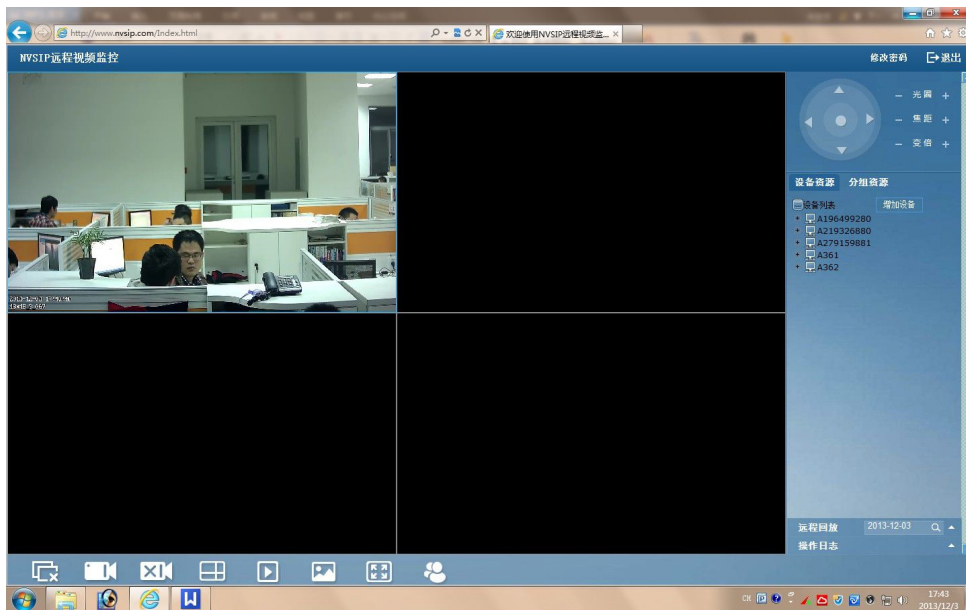 http://www.nvsip.com/Index.html
欢迎使用NVSIP远程视频监...
NVSIP远程视频监控
修改密码
退出
光圈
焦距
变倍
设备资源
分组资源
设备列表
增加设备
A196499280
A219326880
A279159881
A361
A362
远程回放
2013-12-03
操作日志
CH
17:43
2013/12/3